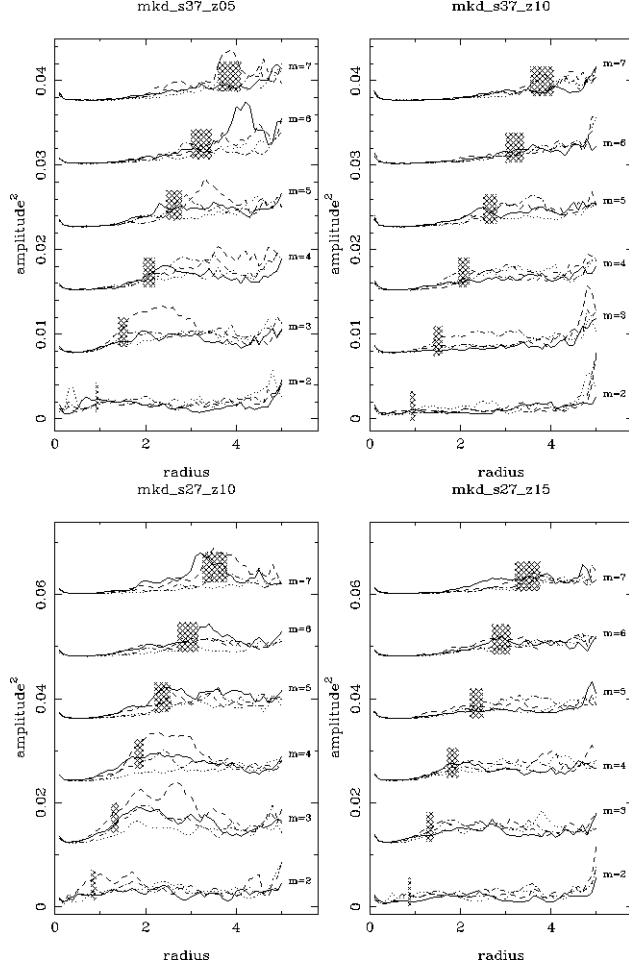 mkd_s37_z05
mkd_s37_z10
amplitude²
0.04
0.03
0.02
0.01
0
m=7
m=6
m=5
m=4
m=3
m=2
0 2 4
radius
amplitude²
0.04
0.03
0.02
0.01
0
m=7
m=6
m=5
m=4
m=3
m=2
0 2 4
radius
mkd_s27_z10
mkd_s27_z15
amplitude²
0.06
0.04
0.02
0
m=7
m=6
m=5
m=4
m=3
m=2
0 2 4
radius
amplitude²
0.06
0.04
0.02
0
m=7
m=6
m=5
m=4
m=3
m=2
0 2 4
radius